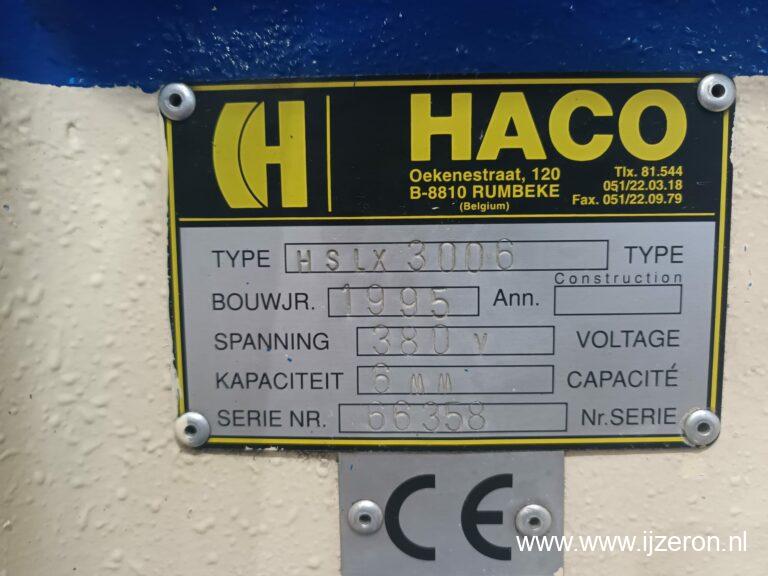 H HACO
Oekenestraat, 120 Tlx. 81.544
B-8810 RUMBEKE 051/22.03.18
(Belgium) Fax. 051/22.09.79
TYPE HSLX 3006 TYPE
BOUWJR. 1995 Ann. Construction
SPANNING 380 V VOLTAGE
KAPACITEIT 6 mm CAPACITÉ
SERIE NR. 66358 Nr. SERIE
CE
www.www.ijzeron.nl